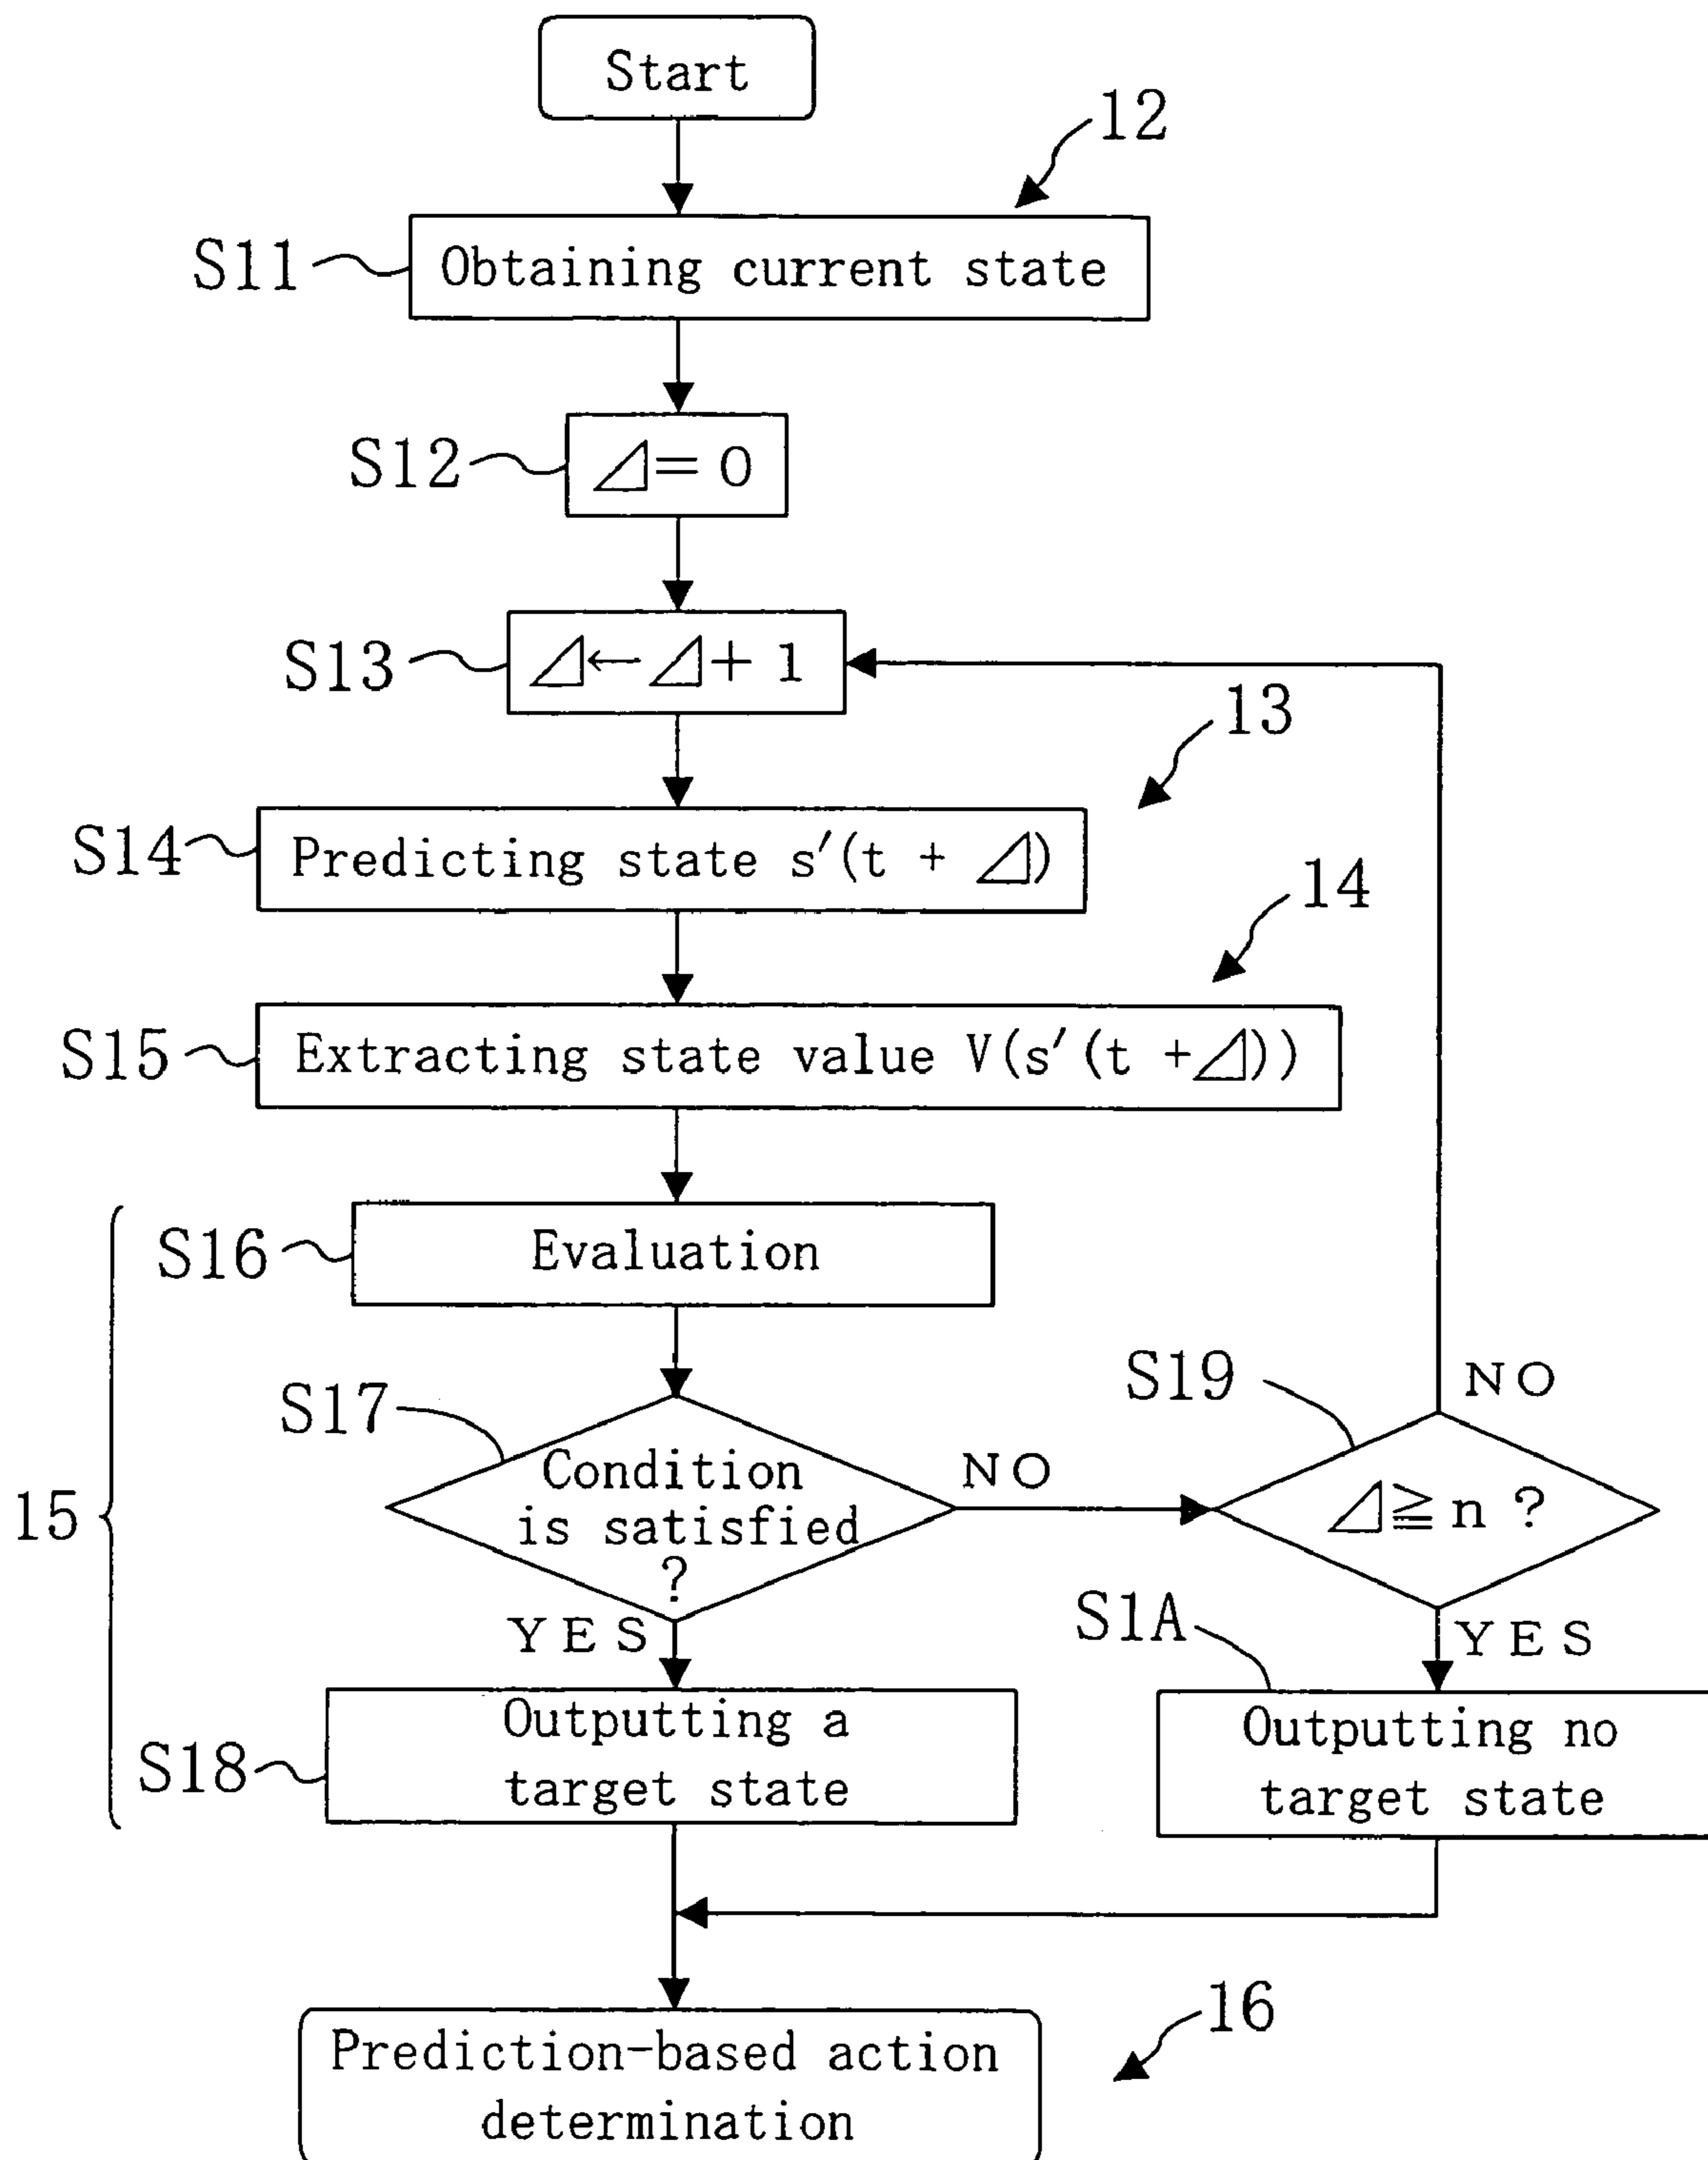 Start
12
S11
Obtaining current state
S12
⊿= 0
S13
⊿← ⊿+ 1
13
S14
Predicting state s′(t + ⊿)
14
S15
Extracting state value V(s′(t +⊿))
15
S16
Evaluation
S17
Condition
is satisfied
?
NO
YES
S19
NO
⊿≧ n ?
YES
S18
Outputting a
target state
S1A
Outputting no
target state
16
Prediction-based action
determination